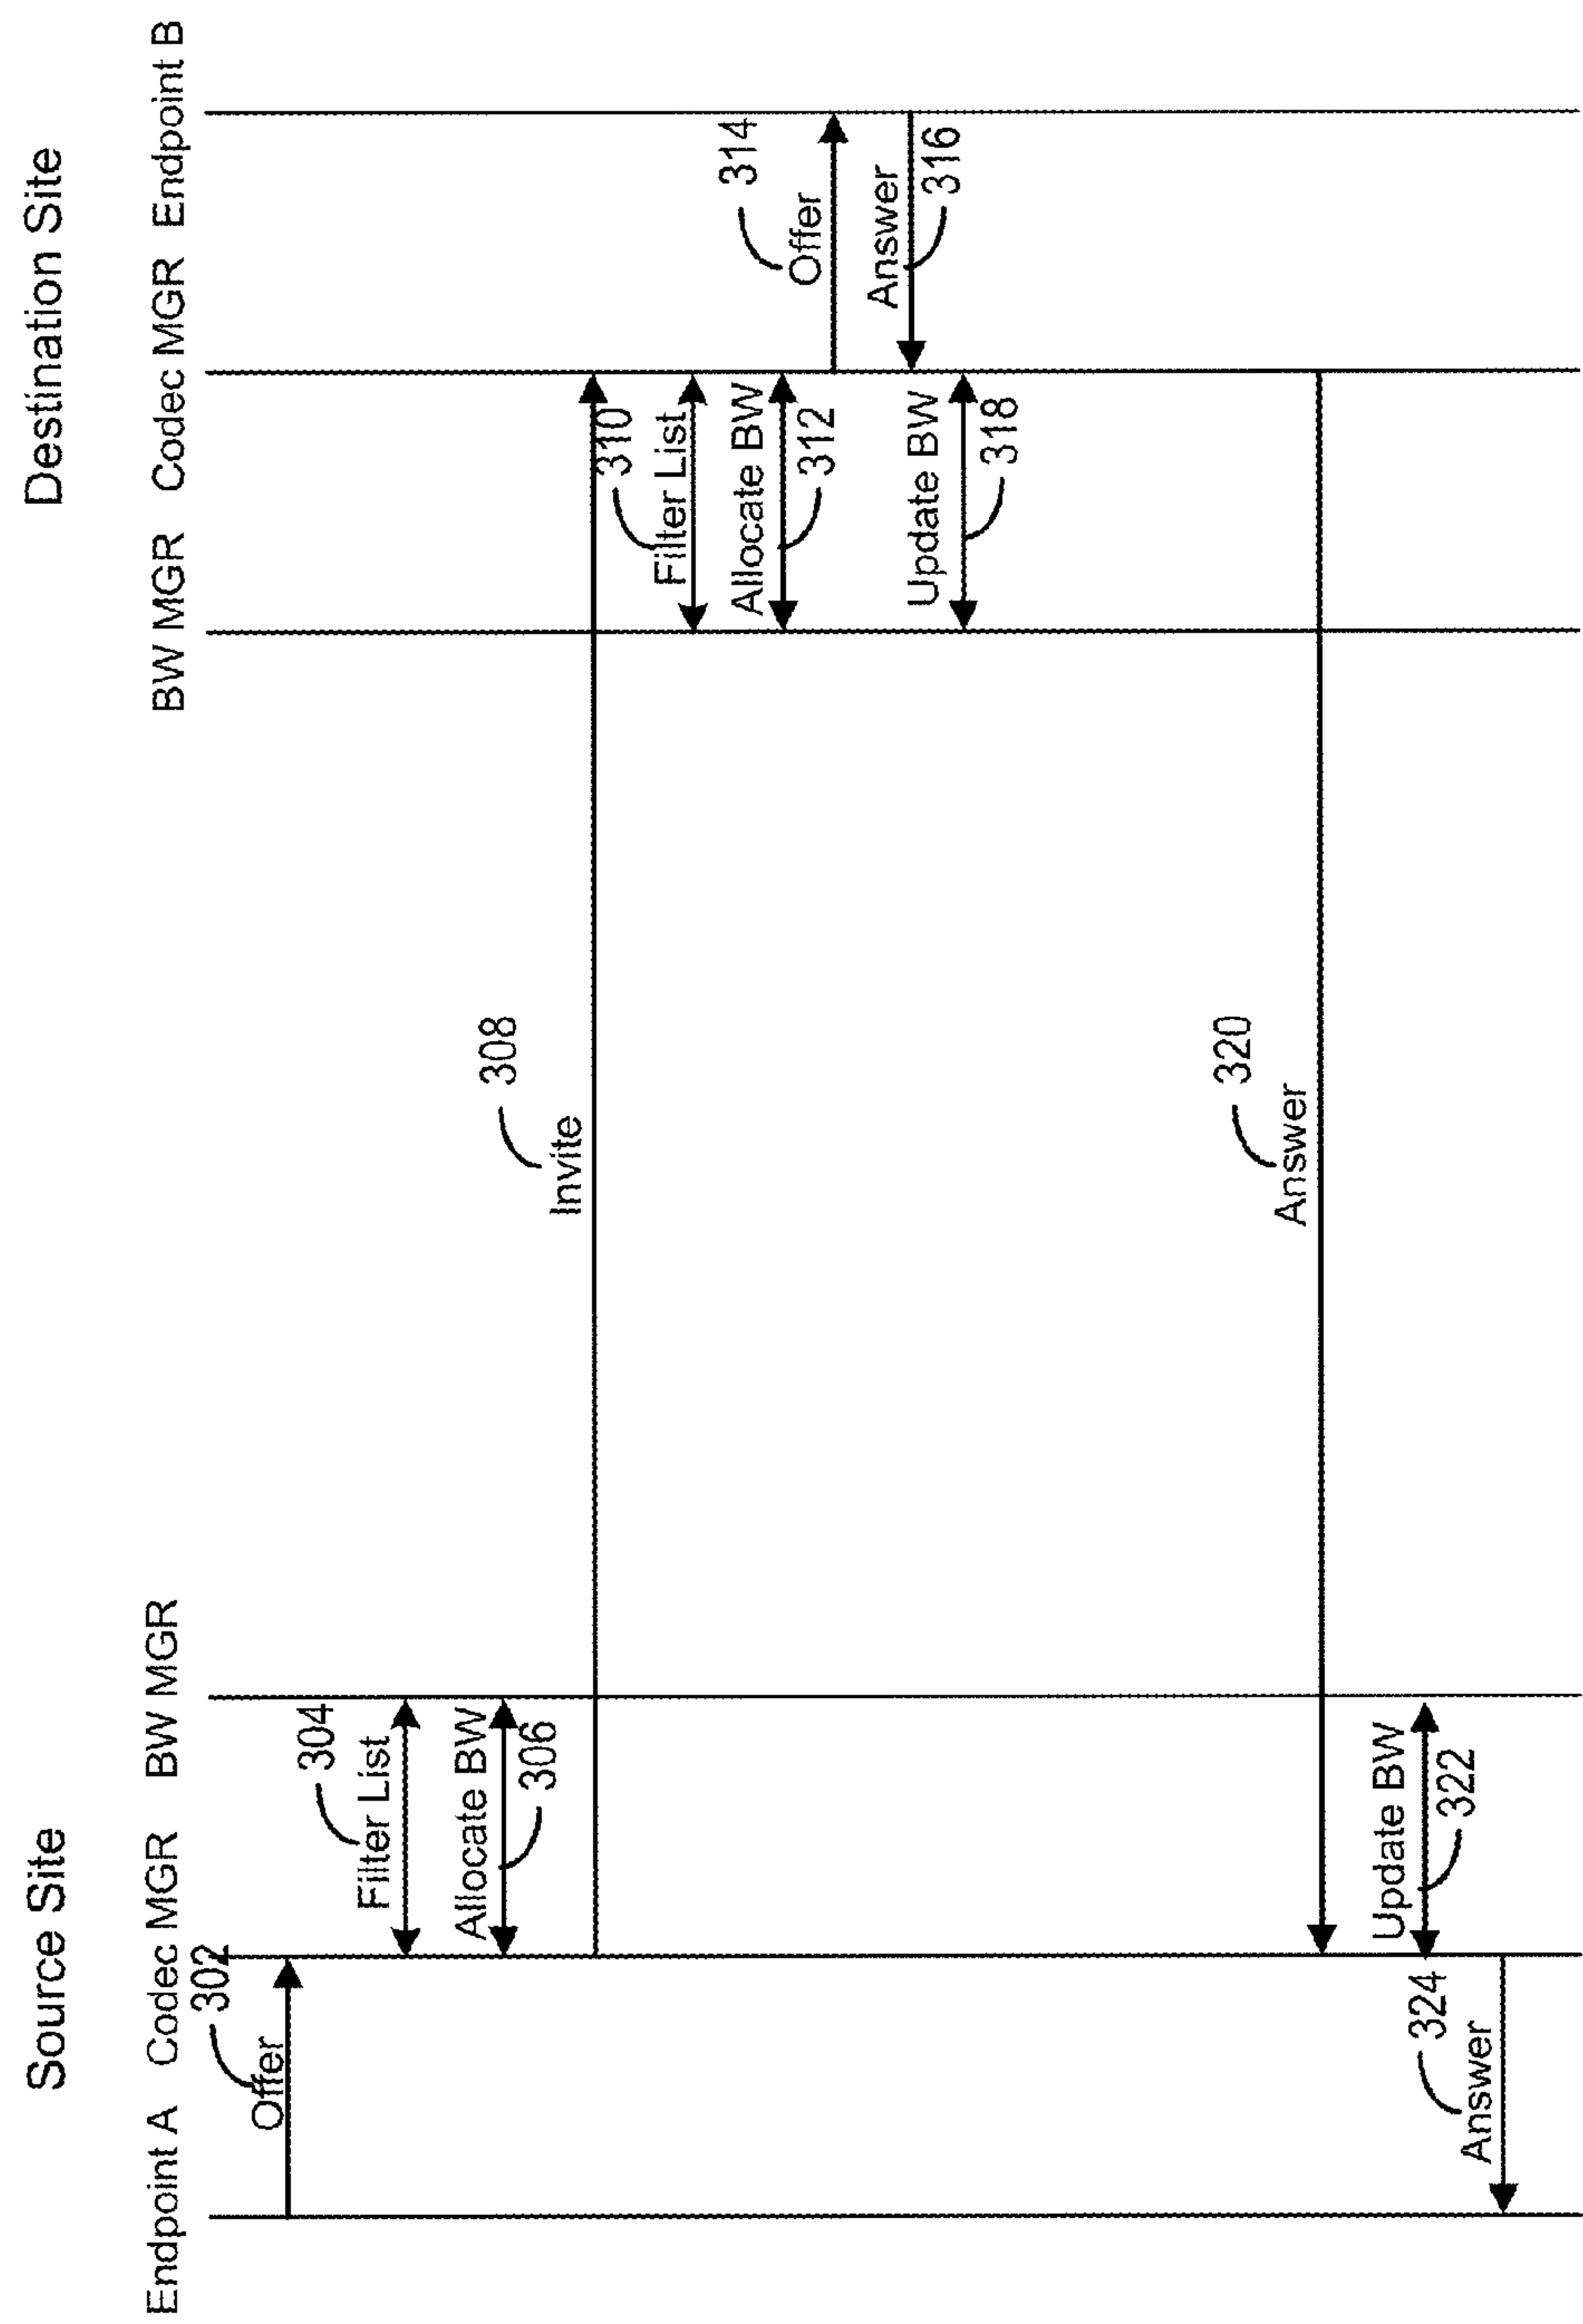 Source Site
Destination Site
Endpoint A
Codec MGR
BW MGR
BW MGR
Codec MGR
Endpoint B
302
Offer
304
Filter List
Allocate BW
306
308
Invite
310
Filter List
Allocate BW
312
314
Offer
Answer
316
Update BW
318
320
Answer
Update BW
322
324
Answer